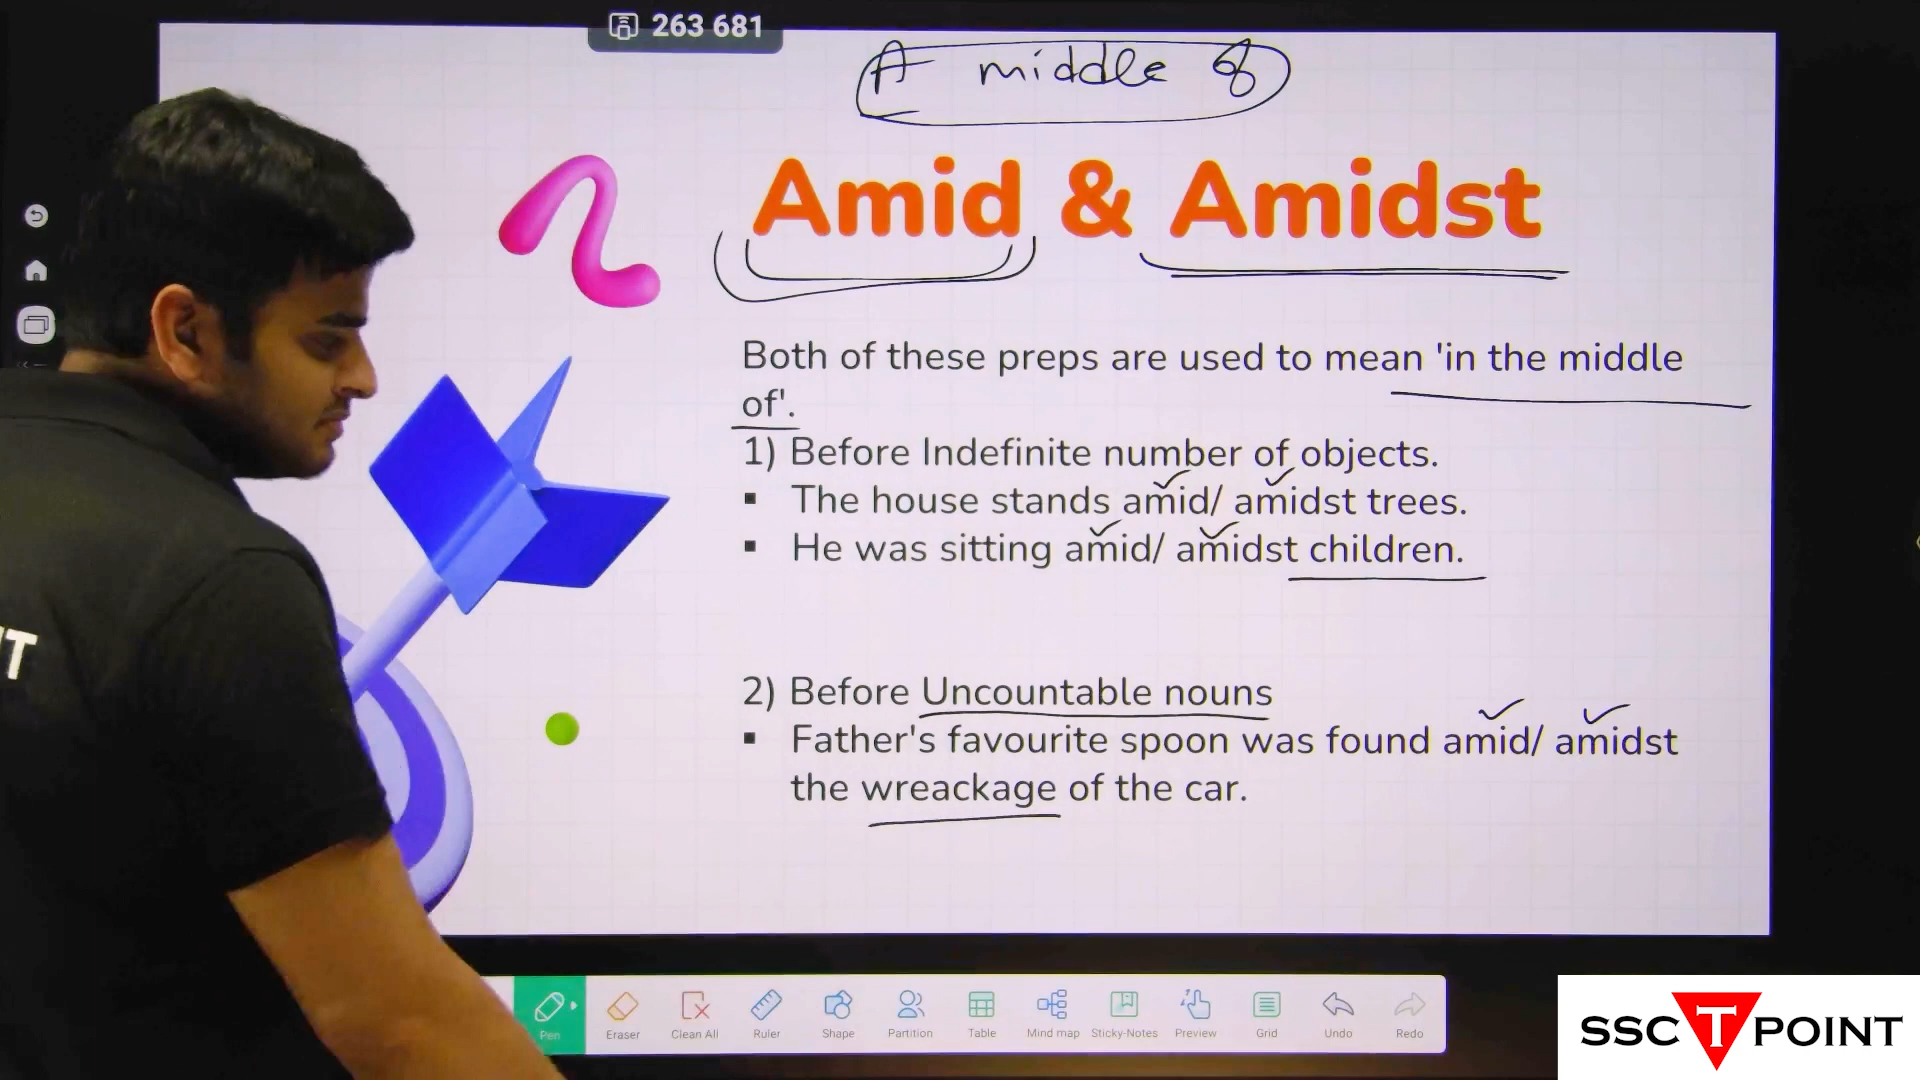 263 681
A middle of
Amid & Amidst
Both of these preps are used to mean 'in the middle
of'.
1) Before Indefinite number of objects.
▪ The house stands amid/ amidst trees.
▪ He was sitting amid/ amidst children.
2) Before Uncountable nouns
▪ Father's favourite spoon was found amid/ amidst
the wreackage of the car.
T
Pen Eraser Clean All Ruler Shape Partition Table Mind map Sticky-Notes Preview Grid Undo Redo
SSC T POINT